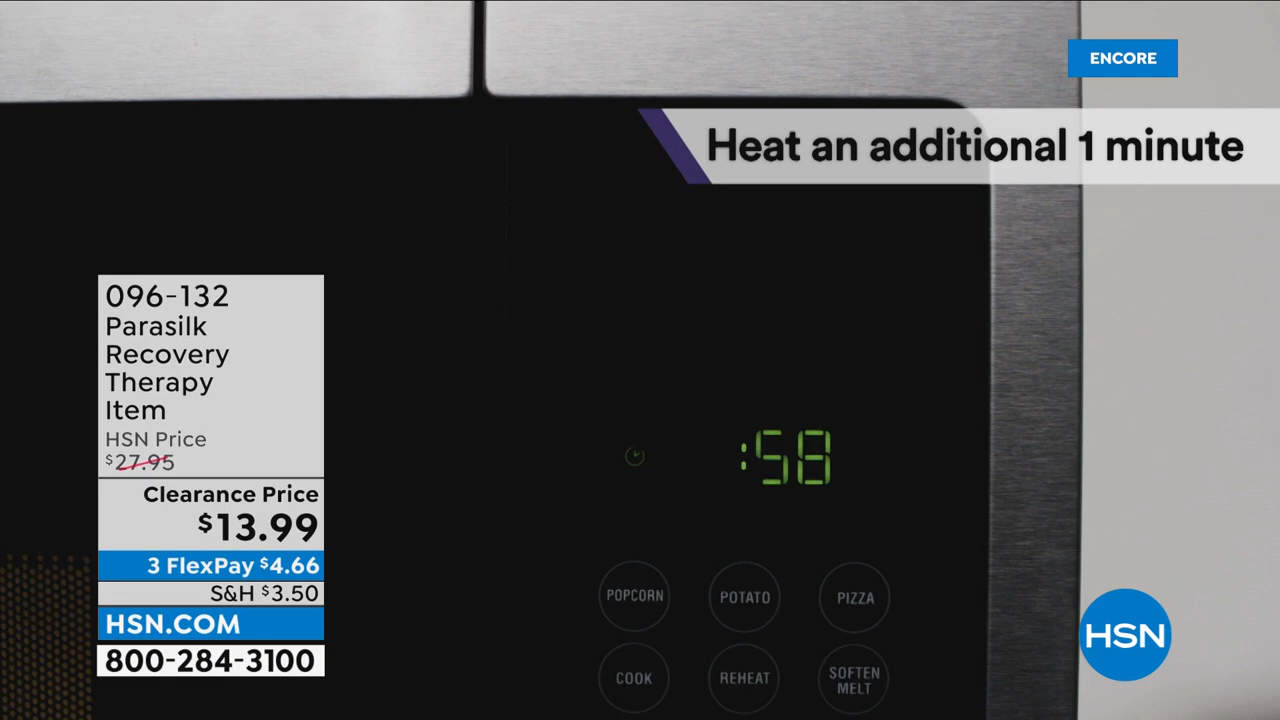 ENCORE
Heat an additional 1 minute
096-132
Parasilk
Recovery
Therapy
Item
HSN Price
$27.95
Clearance Price
$13.99
3 FlexPay $4.66
S&H $3.50
HSN.COM
800-284-3100
:58
POPCORN POTATO PIZZA
COOK REHEAT SOFTEN
MELT
HSN